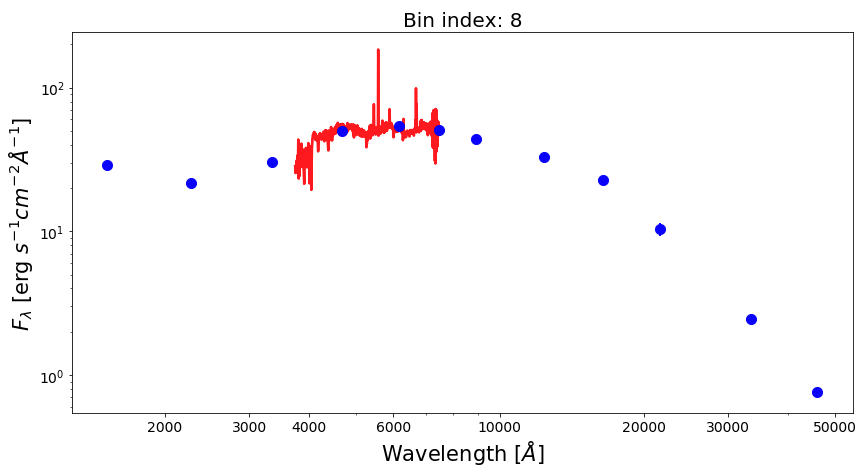 Bin index: 8
F_λ [erg s⁻¹cm⁻²Å⁻¹]
10²
10¹
10⁰
2000 3000 4000 6000 10000 20000 30000 50000
Wavelength [Å]